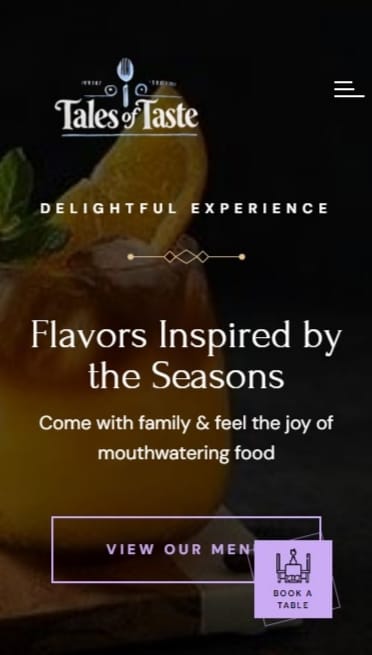 Tales of Taste
DELIGHTFUL EXPERIENCE
Flavors Inspired by
the Seasons
Come with family & feel the joy of
mouthwatering food
VIEW OUR MEN
BOOK A
TABLE